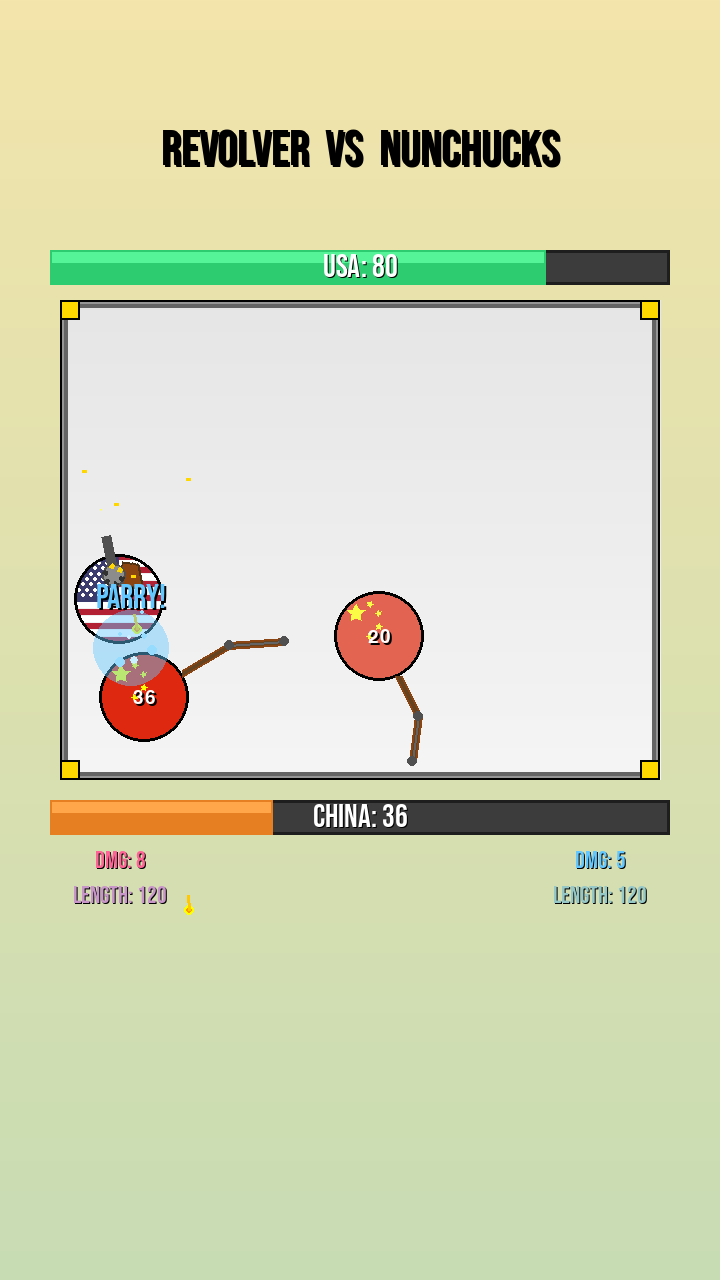 REVOLVER VS NUNCHUCKS
USA: 80
PARRY!
20
36
CHINA: 36
DMG: 8
DMG: 5
LENGTH: 120
LENGTH: 120